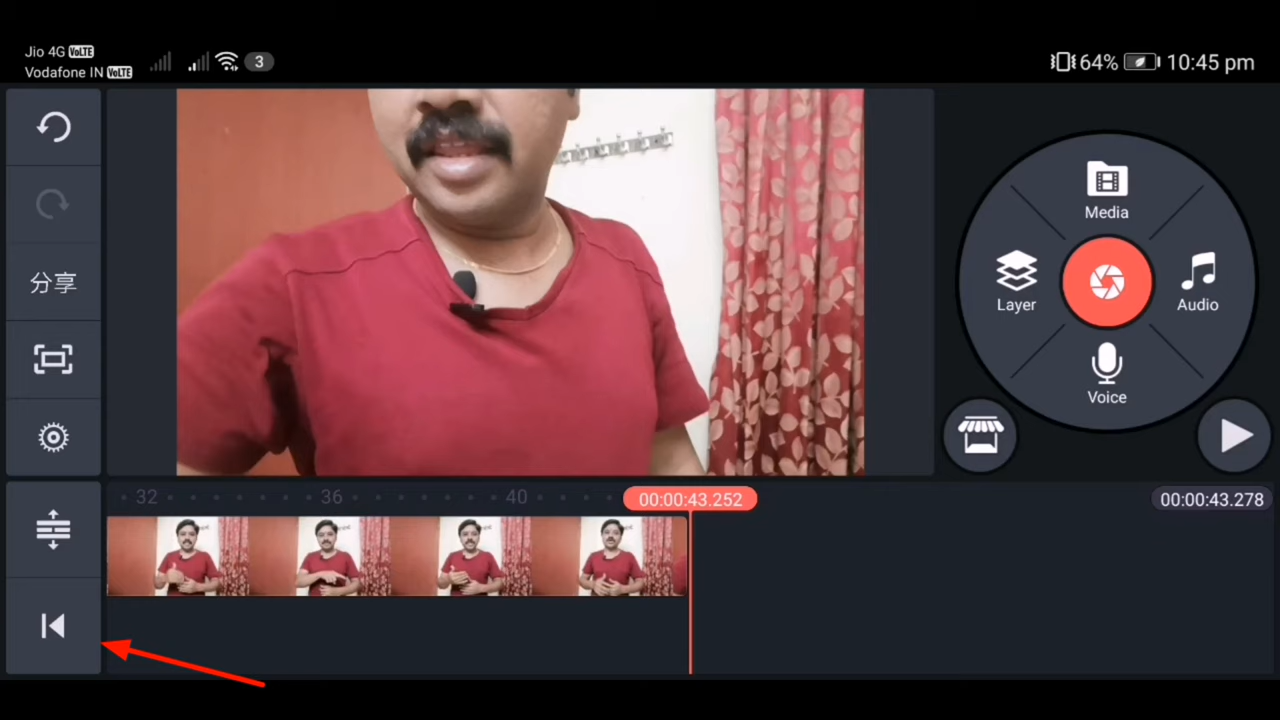 Jio 4G VoLTE
Vodafone IN VoLTE
3
64% 10:45 pm
分享
Media
Layer
Audio
Voice
32 36 40 00:00:43.252 00:00:43.278